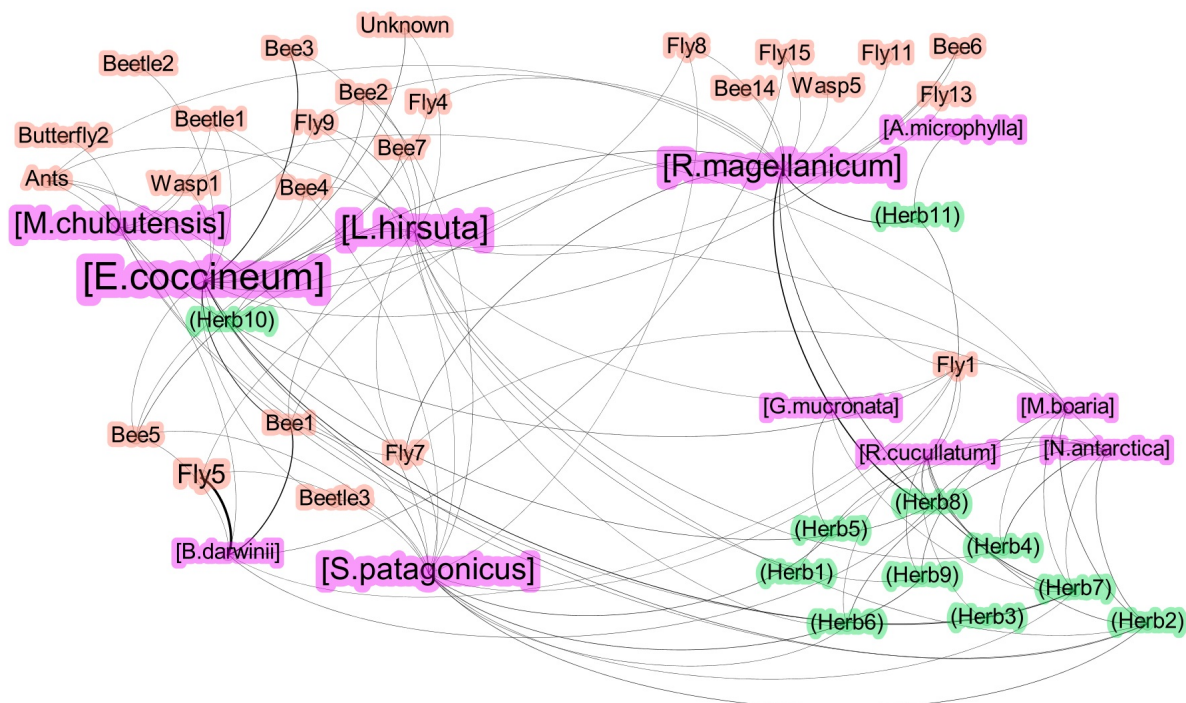 Unknown
Bee3
Fly8
Fly15
Fly11
Bee6
Beetle2
Bee2
Fly4
Bee14
Wasp5
Fly13
Butterfly2
Beetle1
Fly9
Bee7
[A.microphylla]
Ants
Wasp1
Bee4
[R.magellanicum]
[M.chubutensis]
[L.hirsuta]
(Herb11)
[E.coccineum]
(Herb10)
Fly1
[G.mucronata]
[M.boaria]
Bee5
Bee1
Fly7
[R.cucullatum]
[N.antarctica]
Fly5
Beetle3
(Herb8)
[B.darwinii]
(Herb5)
(Herb4)
[S.patagonicus]
(Herb1)
(Herb9)
(Herb7)
(Herb6)
(Herb3)
(Herb2)